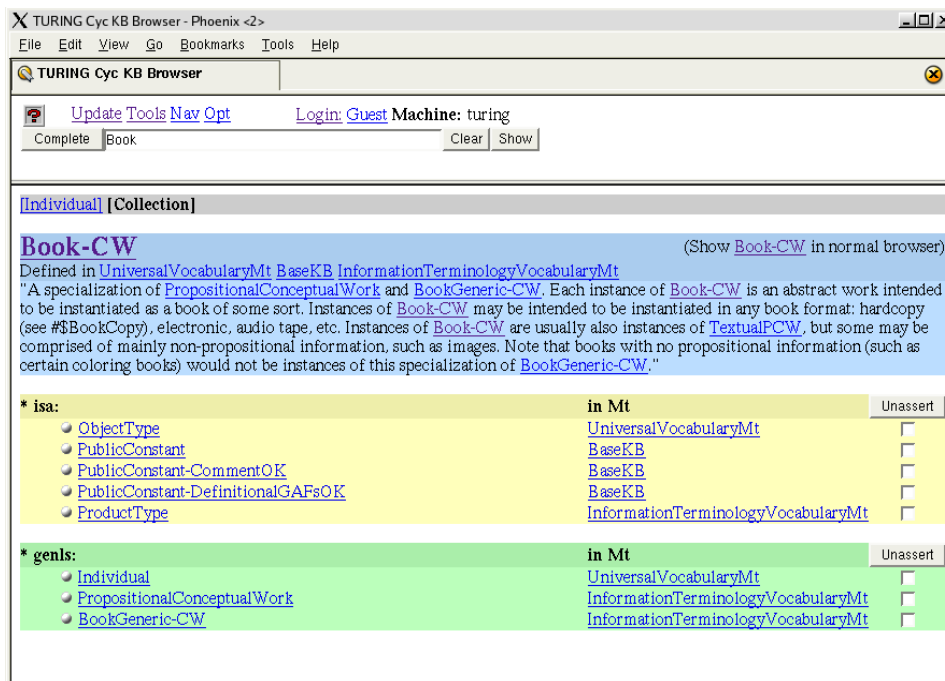 X TURING Cyc KB Browser - Phoenix <2>
File Edit View Go Bookmarks Tools Help
TURING Cyc KB Browser
? Update Tools Nav Opt Login: Guest Machine: turing
Complete Book Clear Show
[Individual] [Collection]
Book-CW (Show Book-CW in normal browser)
Defined in UniversalVocabularyMt BaseKB InformationTerminologyVocabularyMt
"A specialization of PropositionalConceptualWork and BookGeneric-CW. Each instance of Book-CW is an abstract work intended
to be instantiated as a book of some sort. Instances of Book-CW may be intended to be instantiated in any book format: hardcopy
(see #$BookCopy), electronic, audio tape, etc. Instances of Book-CW are usually also instances of TextualPCW, but some may be
comprised of mainly non-propositional information, such as images. Note that books with no propositional information (such as
certain coloring books) would not be instances of this specialization of BookGeneric-CW."
* isa: in Mt Unassert
ObjectType UniversalVocabularyMt
PublicConstant BaseKB
PublicConstant-CommentOK BaseKB
PublicConstant-DefinitionalGAFsOK BaseKB
ProductType InformationTerminologyVocabularyMt
* genls: in Mt Unassert
Individual UniversalVocabularyMt
PropositionalConceptualWork InformationTerminologyVocabularyMt
BookGeneric-CW InformationTerminologyVocabularyMt